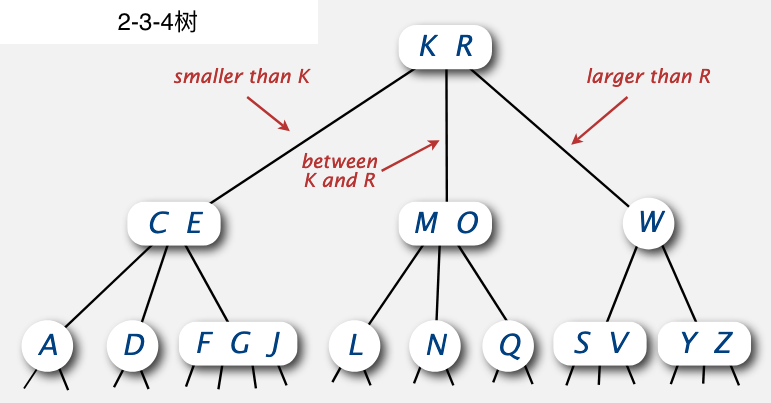 2-3-4树
K R
smaller than K
larger than R
between
K and R
C E
M O
W
A
D
F G J
L
N
Q
S V
Y Z